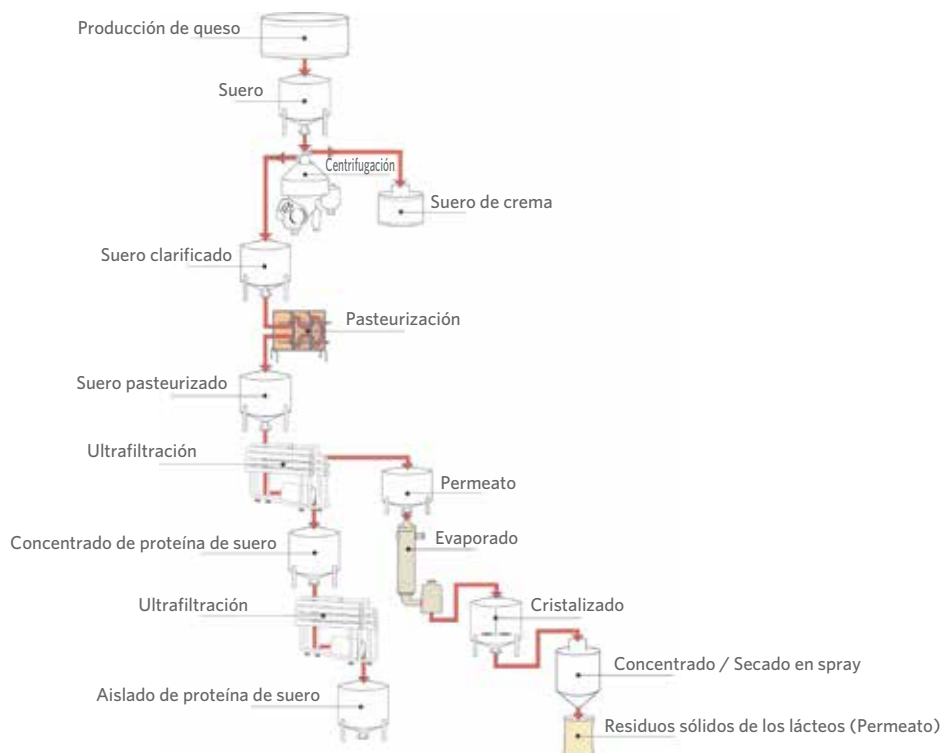 Producción de queso
Suero
Centrifugación
Suero de crema
Suero clarificado
Pasteurización
Suero pasteurizado
Ultrafiltración
Permeato
Concentrado de proteína de suero
Evaporado
Ultrafiltración
Cristalizado
Concentrado / Secado en spray
Aislado de proteína de suero
Residuos sólidos de los lácteos (Permeato)